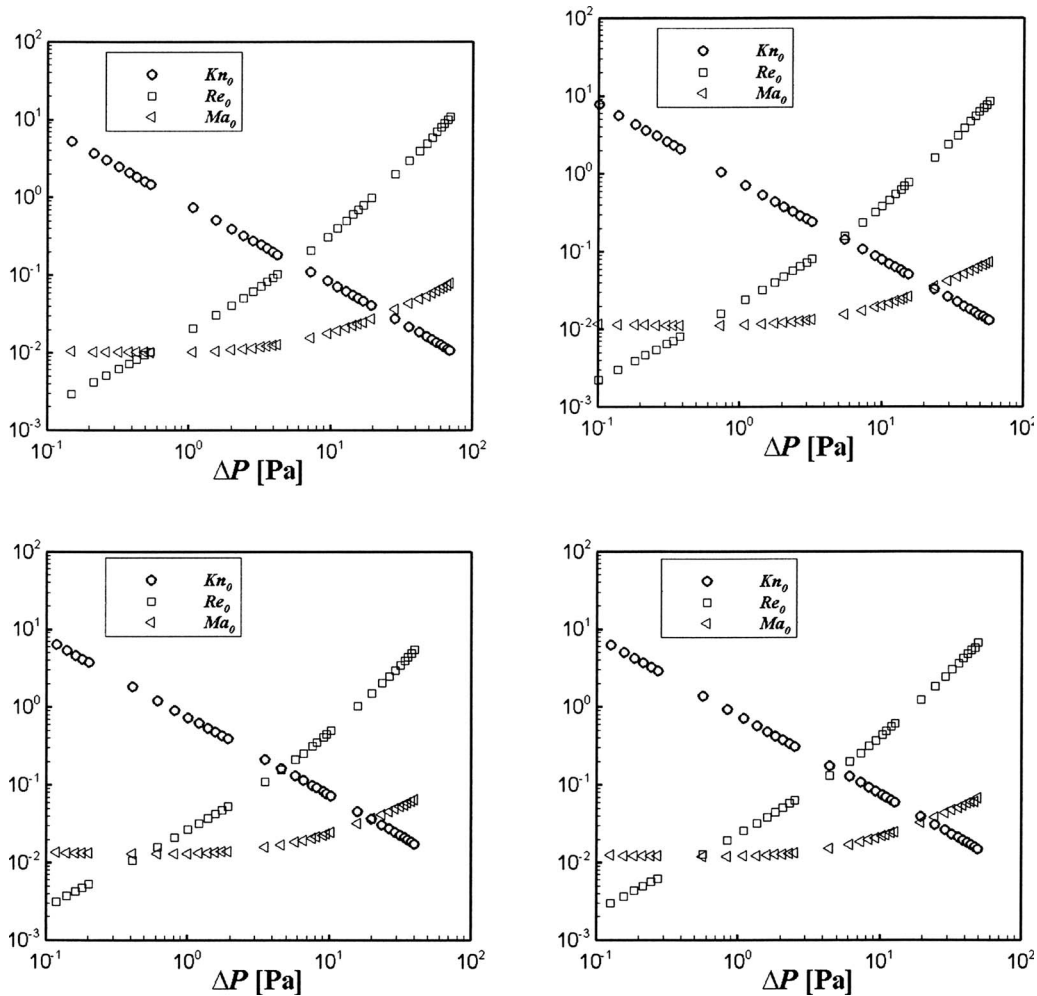 10²
10¹
10⁰
10⁻¹
10⁻²
10⁻³
Kn₀
Re₀
Ma₀
10⁻¹ 10⁰ 10¹ 10²
ΔP [Pa]
10²
10¹
10⁰
10⁻¹
10⁻²
10⁻³
Kn₀
Re₀
Ma₀
10⁻¹ 10⁰ 10¹ 10²
ΔP [Pa]
10²
10¹
10⁰
10⁻¹
10⁻²
10⁻³
Kn₀
Re₀
Ma₀
10⁻¹ 10⁰ 10¹ 10²
ΔP [Pa]
10²
10¹
10⁰
10⁻¹
10⁻²
10⁻³
Kn₀
Re₀
Ma₀
10⁻¹ 10⁰ 10¹ 10²
ΔP [Pa]